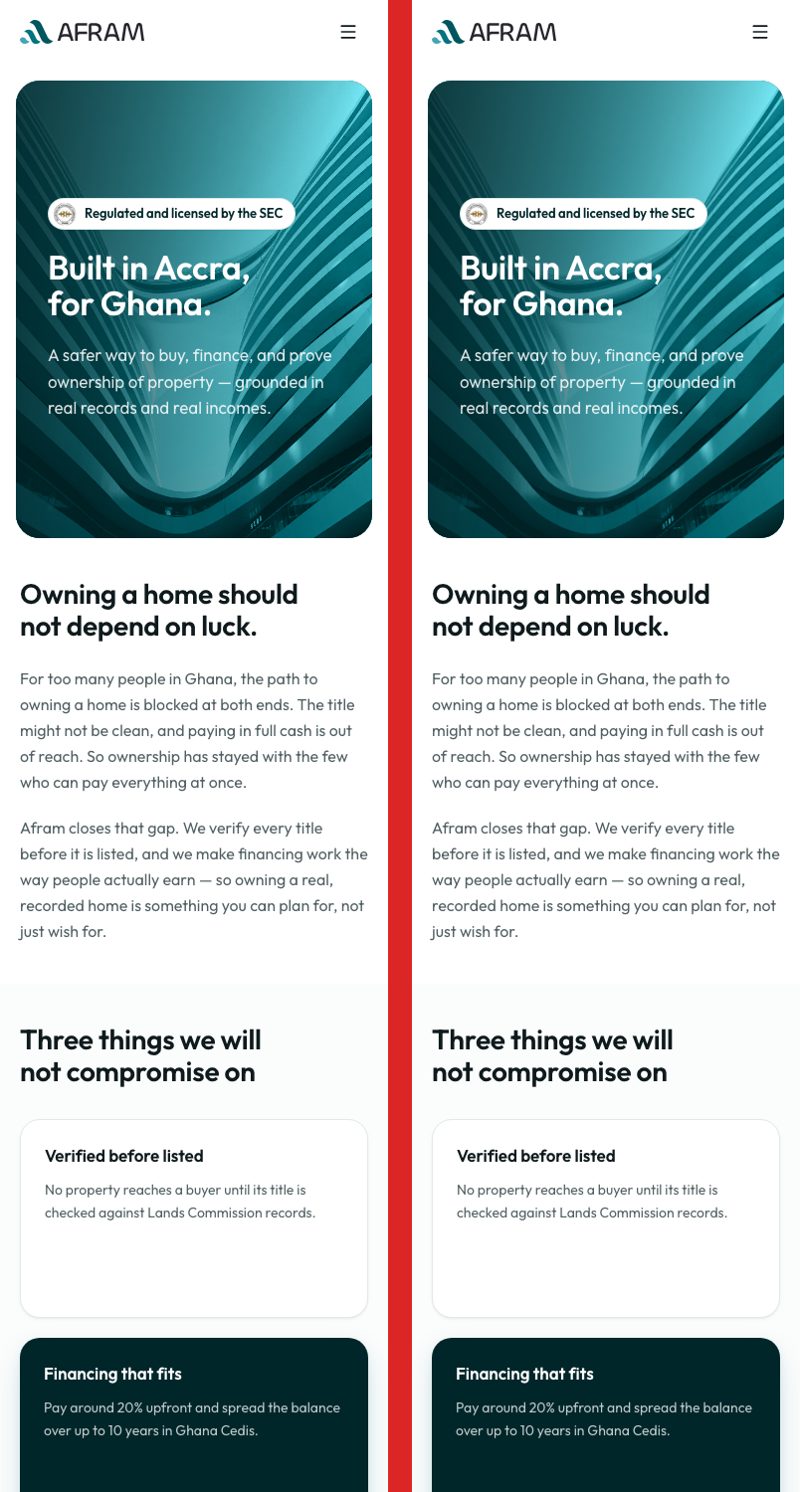 AFRAM
Regulated and licensed by the SEC
Built in Accra,
for Ghana.
A safer way to buy, finance, and prove
ownership of property — grounded in
real records and real incomes.
Owning a home should
not depend on luck.
For too many people in Ghana, the path to
owning a home is blocked at both ends. The title
might not be clean, and paying in full cash is out
of reach. So ownership has stayed with the few
who can pay everything at once.
Afram closes that gap. We verify every title
before it is listed, and we make financing work the
way people actually earn — so owning a real,
recorded home is something you can plan for, not
just wish for.
Three things we will
not compromise on
Verified before listed
No property reaches a buyer until its title is
checked against Lands Commission records.
Financing that fits
Pay around 20% upfront and spread the balance
over up to 10 years in Ghana Cedis.
AFRAM
Regulated and licensed by the SEC
Built in Accra,
for Ghana.
A safer way to buy, finance, and prove
ownership of property — grounded in
real records and real incomes.
Owning a home should
not depend on luck.
For too many people in Ghana, the path to
owning a home is blocked at both ends. The title
might not be clean, and paying in full cash is out
of reach. So ownership has stayed with the few
who can pay everything at once.
Afram closes that gap. We verify every title
before it is listed, and we make financing work the
way people actually earn — so owning a real,
recorded home is something you can plan for, not
just wish for.
Three things we will
not compromise on
Verified before listed
No property reaches a buyer until its title is
checked against Lands Commission records.
Financing that fits
Pay around 20% upfront and spread the balance
over up to 10 years in Ghana Cedis.